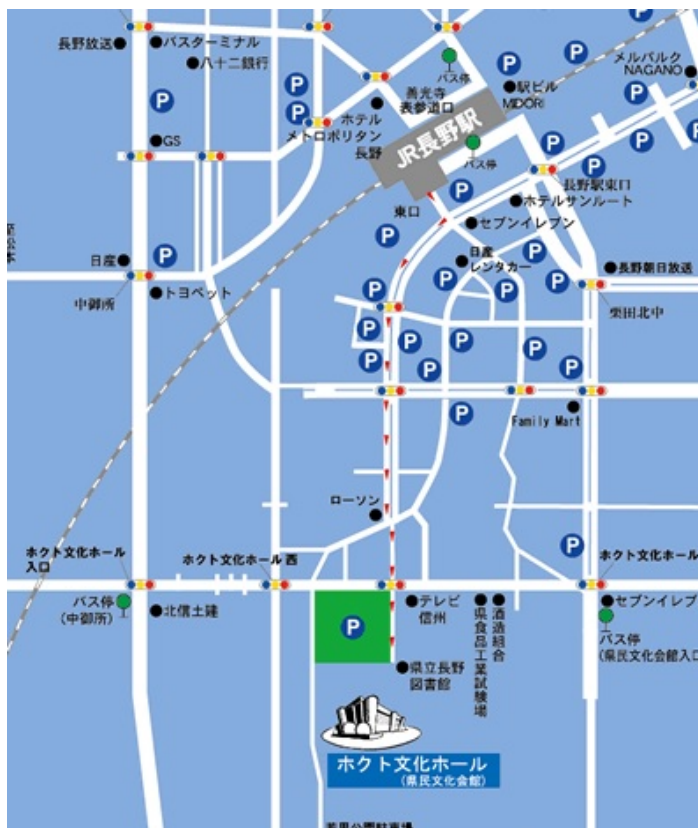 長野放送
バスターミナル
八十二銀行
バス停
善光寺
表参道口
駅ビル
MIDORI
メルパルク
NAGANO
P
P
P
P
P
P
GS
ホテル
メトロポリタン
長野
JR長野駅
バス停
P
P
P
P
長野駅東口
東口
ホテルサンルート
セブンイレブン
至松本
日産
P
P
P
日産
レンタカー
P
P
長野朝日放送
中御所
トヨペット
P
栗田北中
P
P
P
P
P
P
P
P
Family Mart
ローソン
P
ホクト文化ホール
入口
ホクト文化ホール 西
ホクト文化ホール
バス停
(中御所)
北信土建
P
テレビ
信州
県食品工業試験場
酒造組合
セブンイレブ
バス停
(県民文化会館入口
県立長野
図書館
ホクト文化ホール
(県民文化会館)